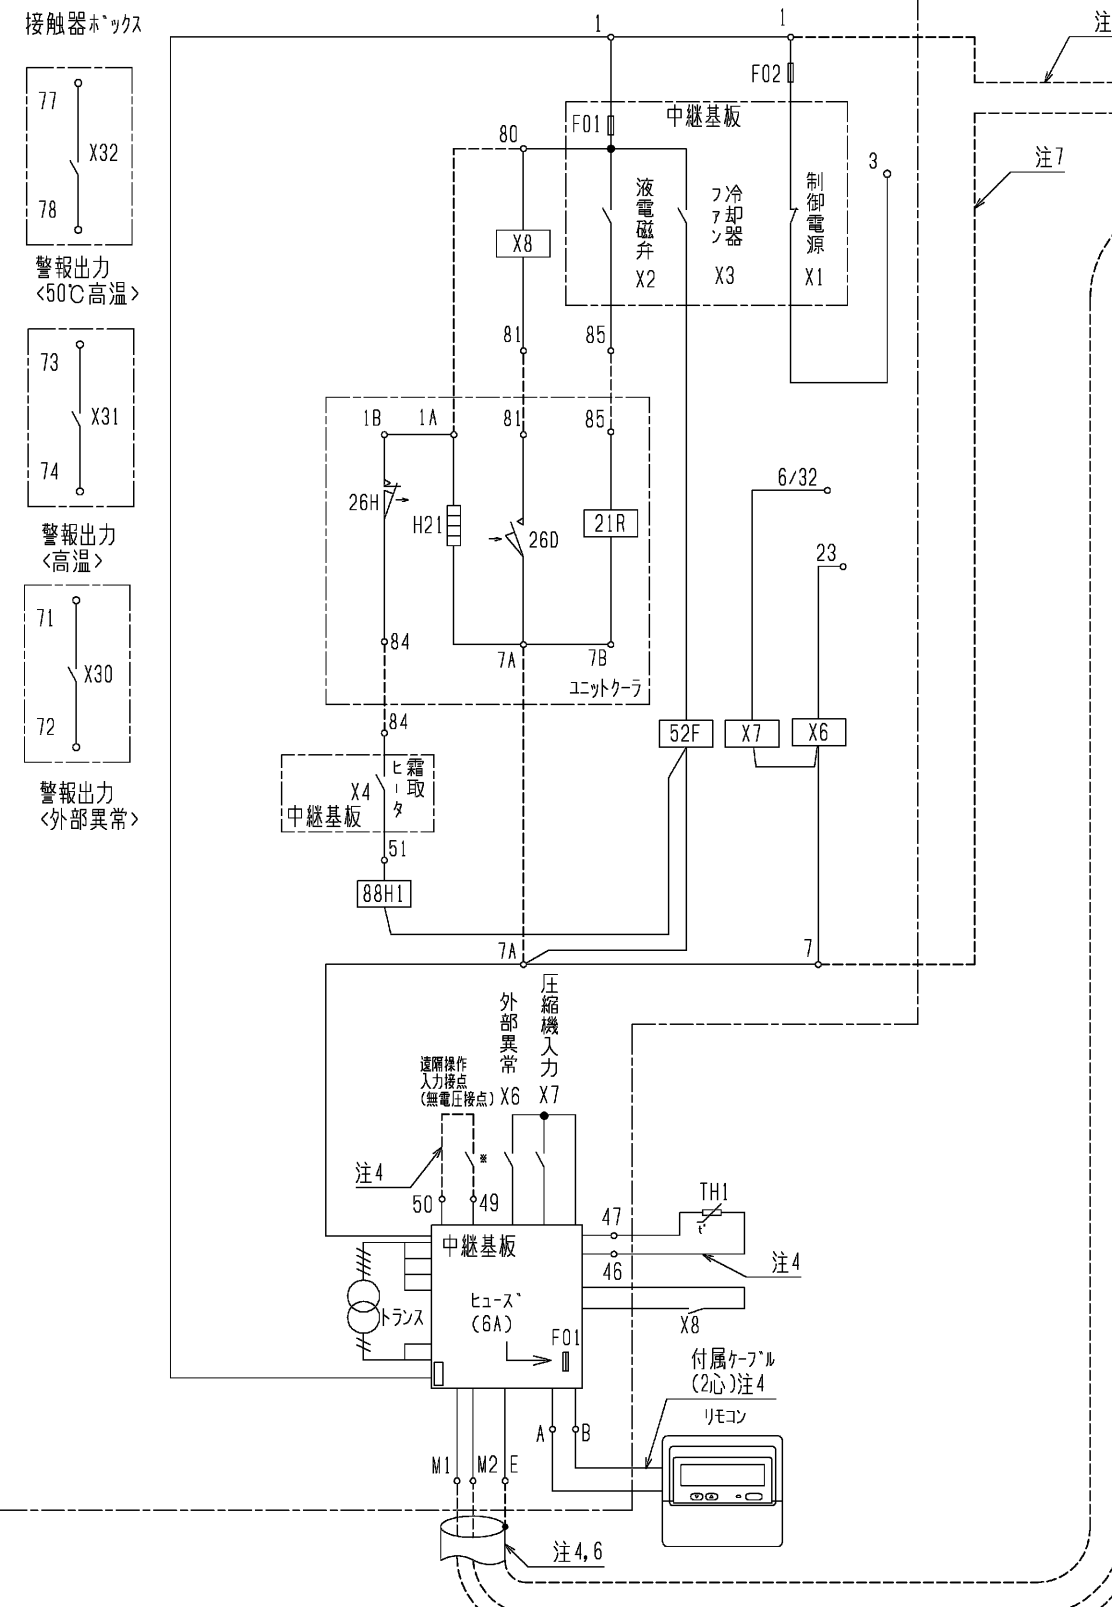 接触器ボックス
77
X32
78
警報出力
<50℃高温>
73
X31
74
警報出力
<高温>
71
X30
72
警報出力
<外部異常>
1
1
注
F02
F01
中継基板
80
3
注7
液電磁弁
X2
冷却器
ファン
X3
制御電源
X1
X8
81
85
1B
1A
81
85
26H
H21
26D
21R
6/32
23
84
7A
7B
ユニットクーラ
84
52F
X7
X6
X4
霜取
ヒータ
中継基板
51
88H1
7A
7
外部異常
X6
圧縮機入力
X7
遠隔操作
入力接点
(無電圧接点)
※
注4
50
49
中継基板
47
46
TH1
t°
注4
トランス
ヒューズ
(6A)
F01
X8
付属ケーブル
(2心)注4
リモコン
A
B
M1
M2
E
注4,6